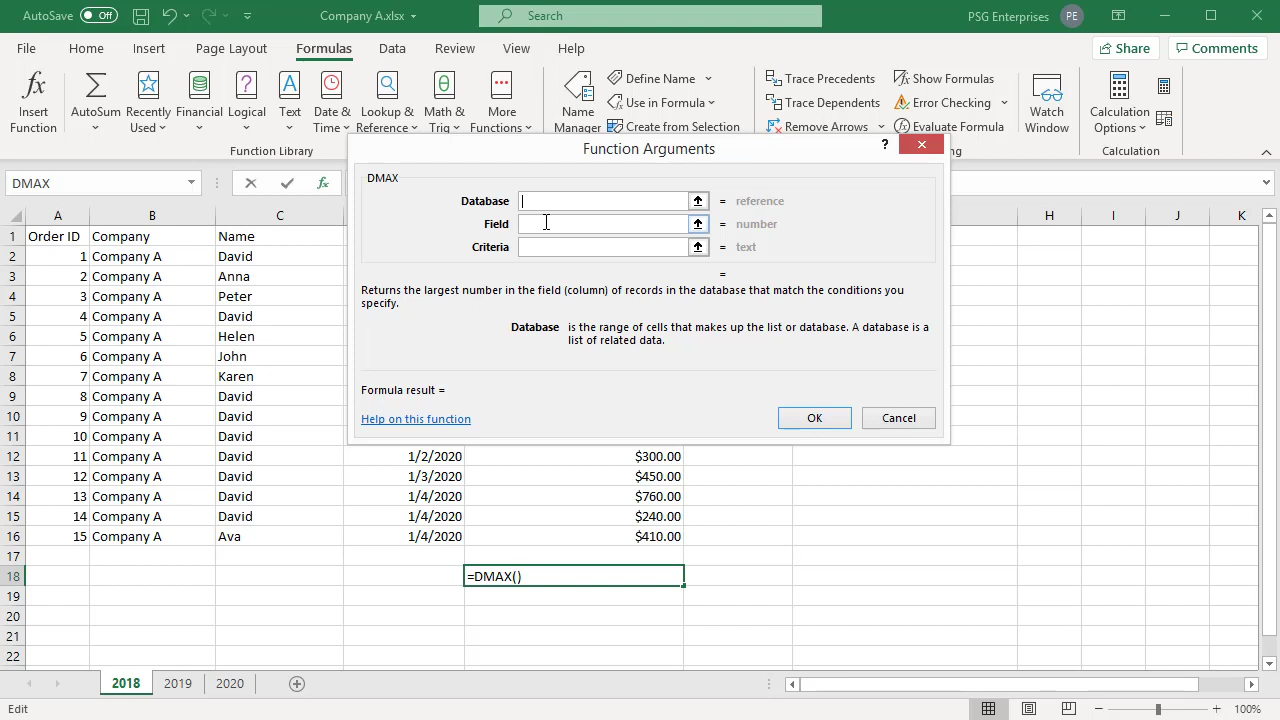 AutoSave Off Company A.xlsx Search PSG Enterprises PE
File Home Insert Page Layout Formulas Data Review View Help Share Comments
Insert Function AutoSum Recently Used Financial Logical Text Date & Time Lookup & Reference Math & Trig More Functions
Name Manager Define Name Use in Formula Create from Selection
Trace Precedents Trace Dependents Remove Arrows Show Formulas Error Checking Evaluate Formula Watch Window Calculation Options
Function Library ng Calculation
DMAX fx
Function Arguments ?
DMAX
Database = reference
Field = number
Criteria = text
=
Returns the largest number in the field (column) of records in the database that match the conditions you
specify.
Database is the range of cells that makes up the list or database. A database is a
list of related data.
Formula result =
Help on this function OK Cancel
A B C H I J K
1 Order ID Company Name
2 1 Company A David
3 2 Company A Anna
4 3 Company A Peter
5 4 Company A David
6 5 Company A Helen
7 6 Company A John
8 7 Company A Karen
9 8 Company A David
10 9 Company A David
11 10 Company A David
12 11 Company A David 1/2/2020 $300.00
13 12 Company A David 1/3/2020 $450.00
14 13 Company A David 1/4/2020 $760.00
15 14 Company A David 1/4/2020 $240.00
16 15 Company A Ava 1/4/2020 $410.00
17
18 =DMAX()
19
20
21
22
2018 2019 2020
Edit 100%